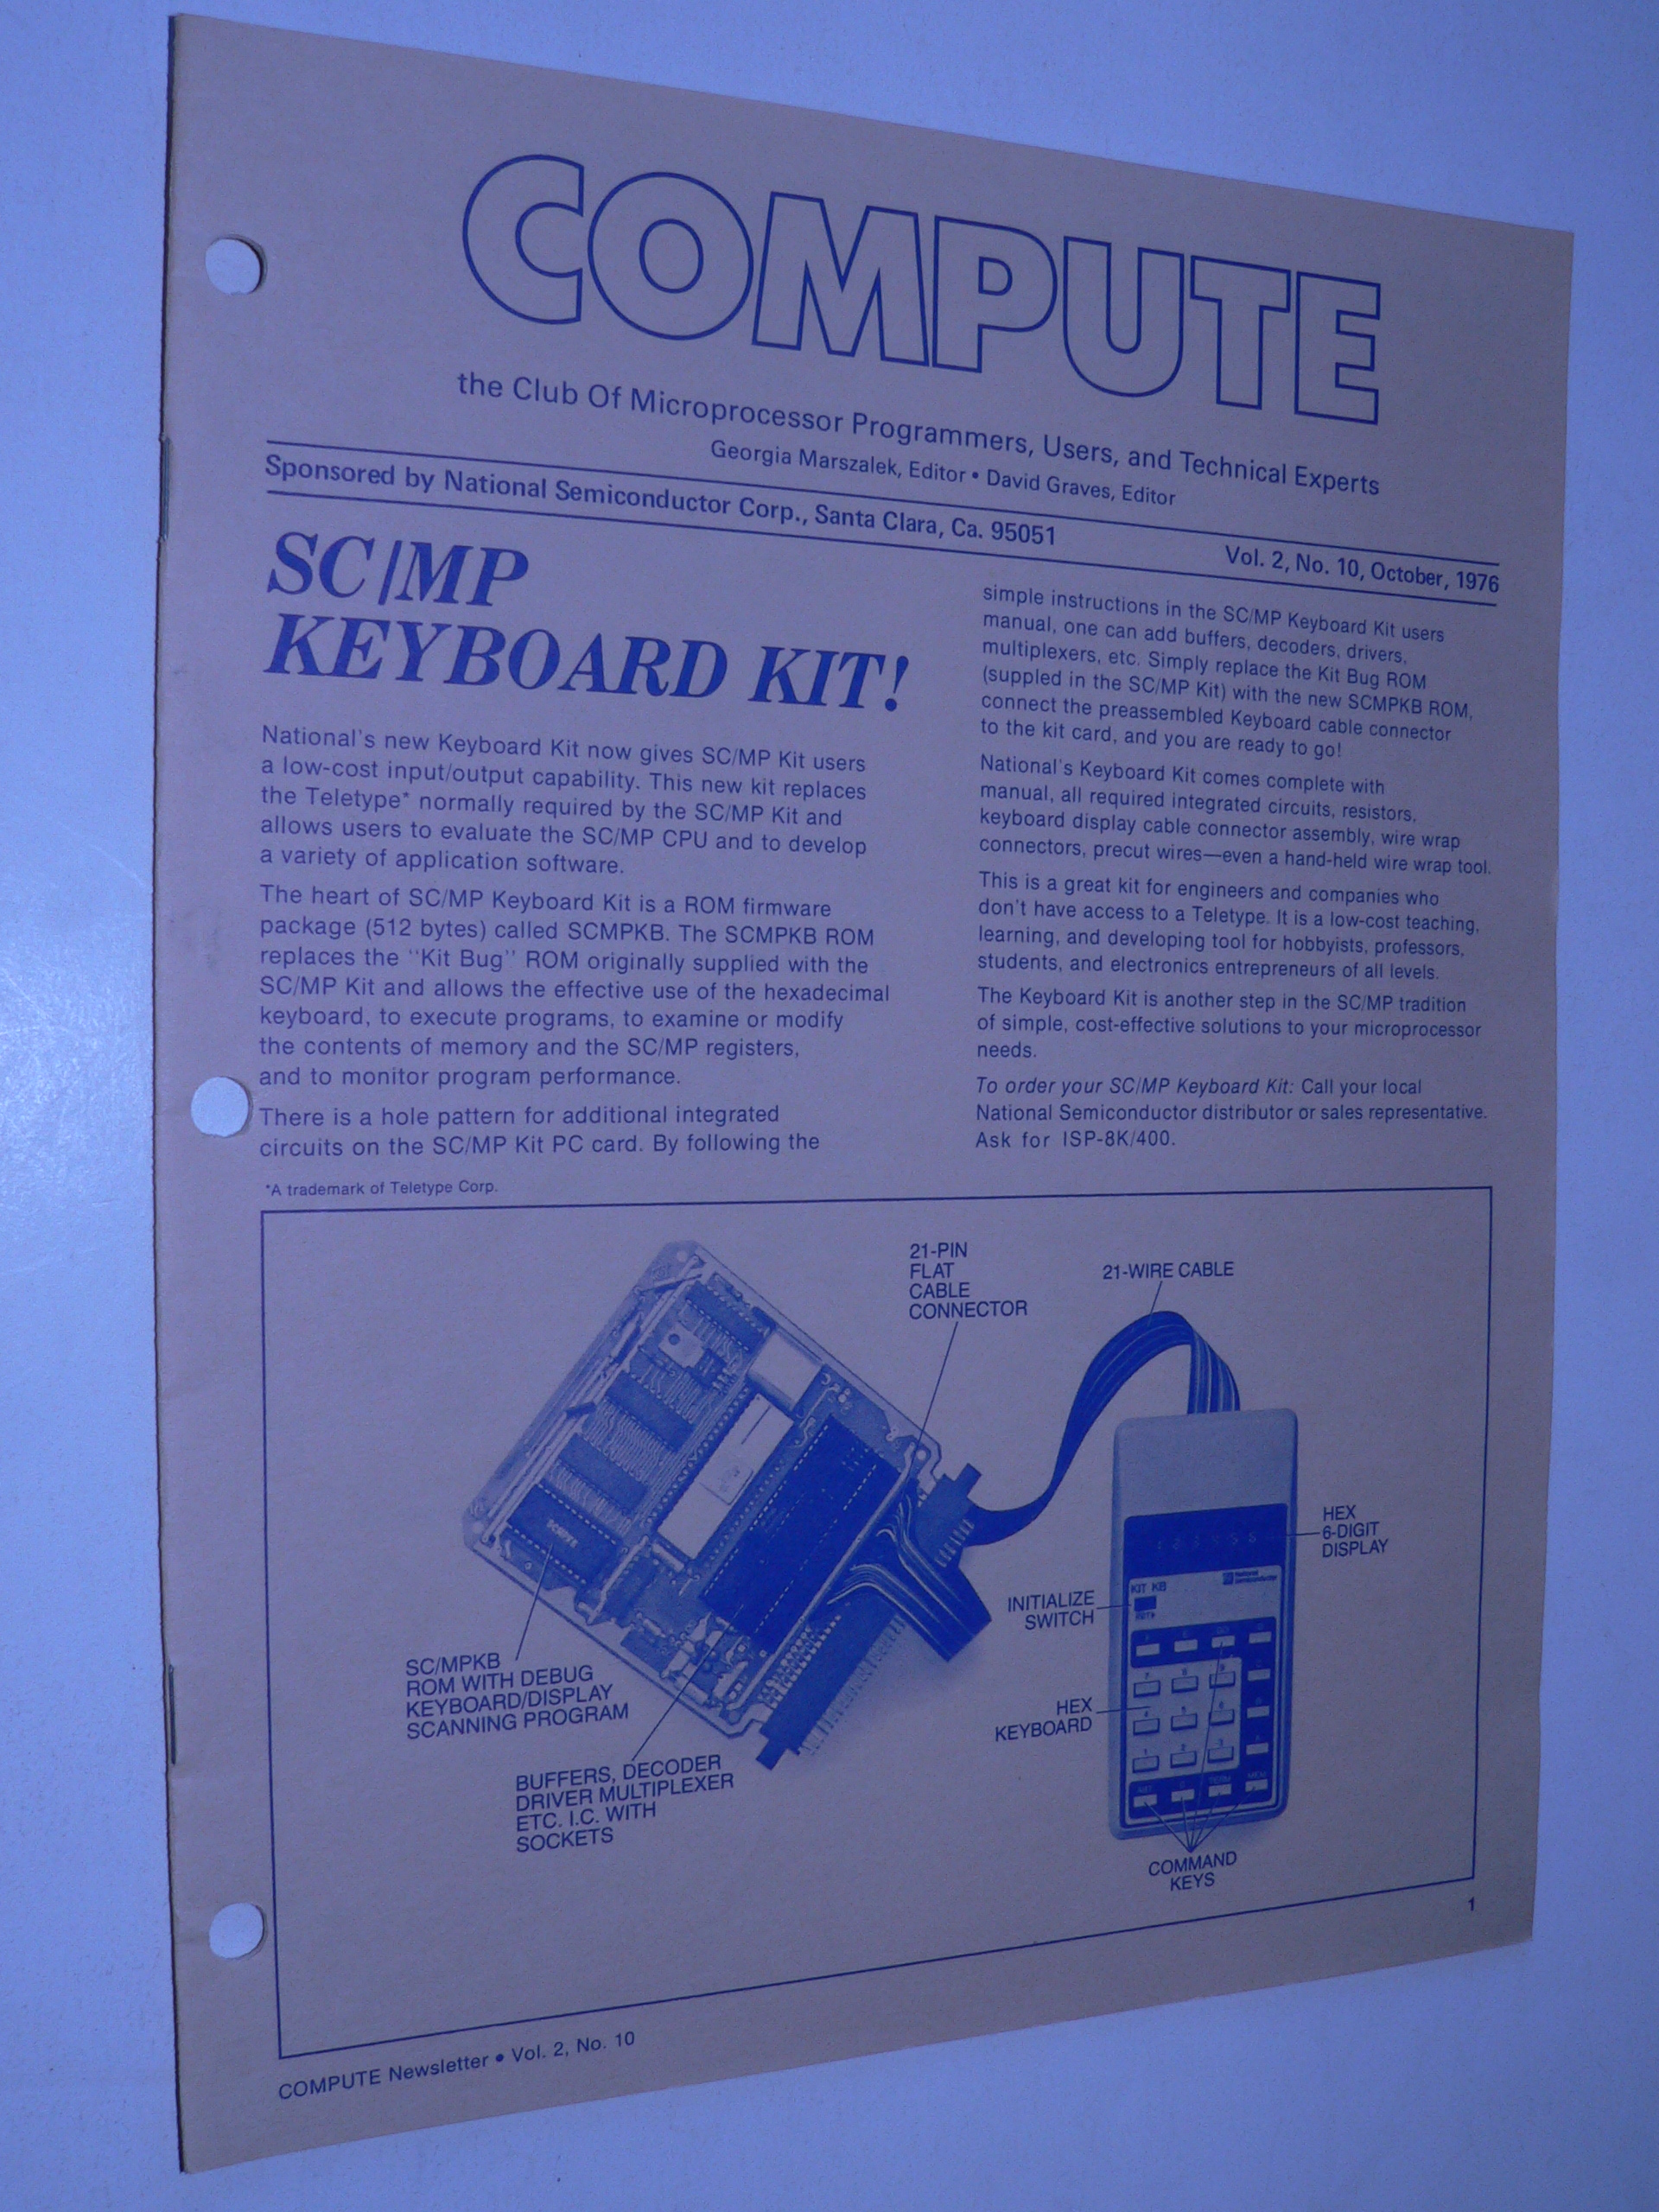 COMPUTE
the Club Of Microprocessor Programmers, Users, and Technical Experts
Georgia Marszalek, Editor • David Graves, Editor
Sponsored by National Semiconductor Corp., Santa Clara, Ca. 95051
Vol. 2, No. 10, October, 1976
SC/MP
KEYBOARD KIT!
National's new Keyboard Kit now gives SC/MP Kit users
a low-cost input/output capability. This new kit replaces
the Teletype* normally required by the SC/MP Kit and
allows users to evaluate the SC/MP CPU and to develop
a variety of application software.
The heart of SC/MP Keyboard Kit is a ROM firmware
package (512 bytes) called SCMPKB. The SCMPKB ROM
replaces the "Kit Bug" ROM originally supplied with the
SC/MP Kit and allows the effective use of the hexadecimal
keyboard, to execute programs, to examine or modify
the contents of memory and the SC/MP registers,
and to monitor program performance.
There is a hole pattern for additional integrated
circuits on the SC/MP Kit PC card. By following the
*A trademark of Teletype Corp.
simple instructions in the SC/MP Keyboard Kit users
manual, one can add buffers, decoders, drivers,
multiplexers, etc. Simply replace the Kit Bug ROM
(suppled in the SC/MP Kit) with the new SCMPKB ROM,
connect the preassembled Keyboard cable connector
to the kit card, and you are ready to go!
National's Keyboard Kit comes complete with
manual, all required integrated circuits, resistors,
keyboard display cable connector assembly, wire wrap
connectors, precut wires—even a hand-held wire wrap tool.
This is a great kit for engineers and companies who
don't have access to a Teletype. It is a low-cost teaching,
learning, and developing tool for hobbyists, professors,
students, and electronics entrepreneurs of all levels.
The Keyboard Kit is another step in the SC/MP tradition
of simple, cost-effective solutions to your microprocessor
needs.
To order your SC/MP Keyboard Kit: Call your local
National Semiconductor distributor or sales representative.
Ask for ISP-8K/400.
21-PIN
FLAT
CABLE
CONNECTOR
21-WIRE CABLE
HEX
6-DIGIT
DISPLAY
INITIALIZE
SWITCH
KIT KB
National
Semiconductor
HEX
KEYBOARD
7 8 9
4 5 6
1 2 3
TERM MEM
COMMAND
KEYS
SC/MPKB
ROM WITH DEBUG
KEYBOARD/DISPLAY
SCANNING PROGRAM
BUFFERS, DECODER
DRIVER MULTIPLEXER
ETC. I.C. WITH
SOCKETS
1
COMPUTE Newsletter • Vol. 2, No. 10